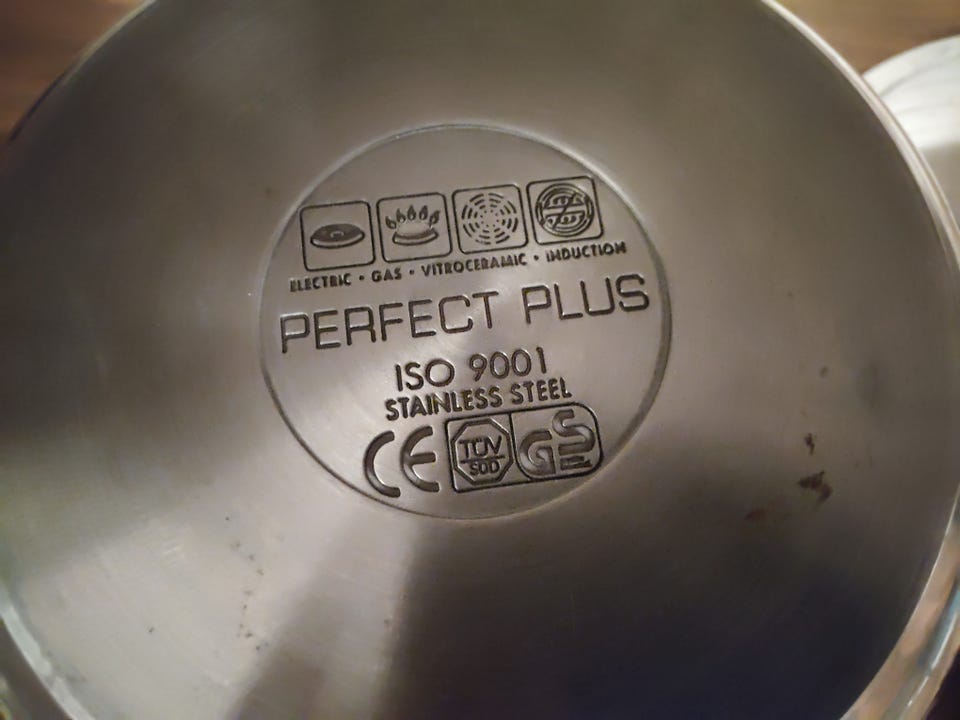 ELECTRIC • GAS • VITROCERAMIC • INDUCTION
PERFECT PLUS
ISO 9001
STAINLESS STEEL
CE TÜV SÜD GS